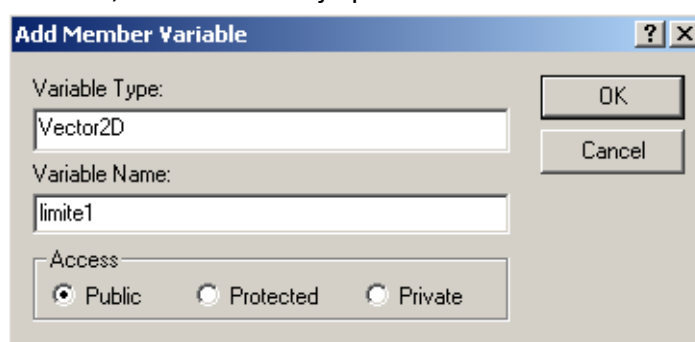 Add Member Variable ? X
Variable Type:
OK
Vector2D
Cancel
Variable Name:
limite1
Access
Public Protected Private